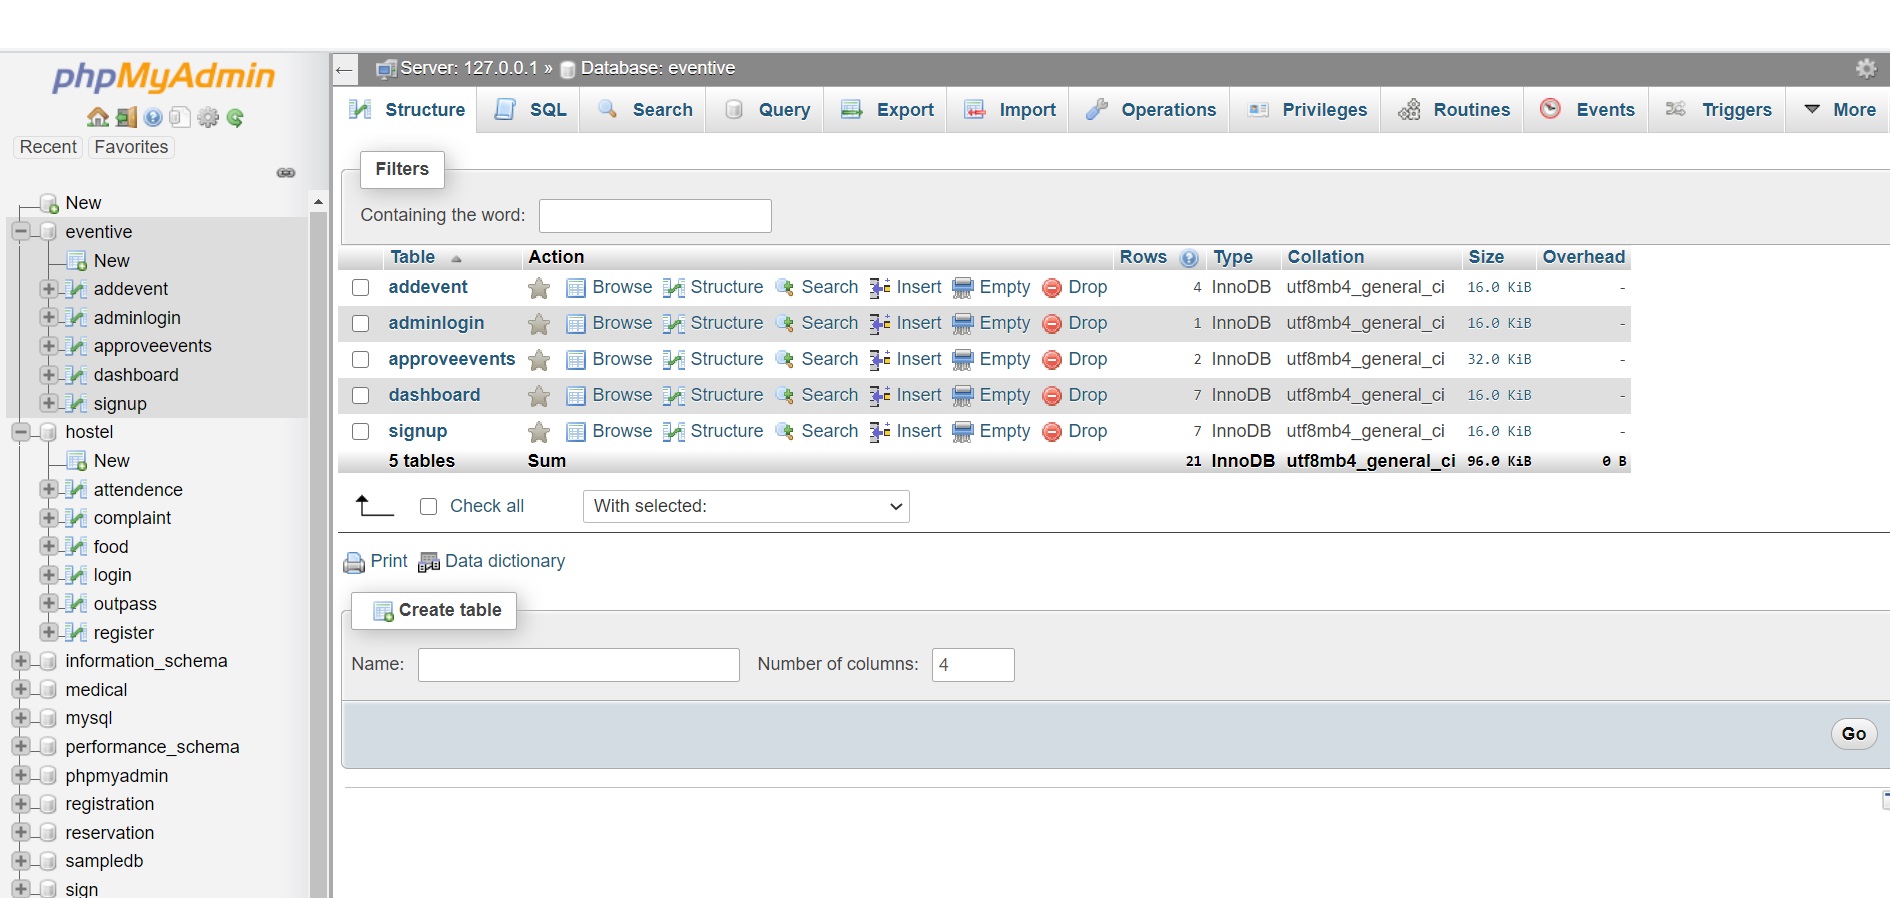 phpMyAdmin
Recent Favorites
New
eventive
New
addevent
adminlogin
approveevents
dashboard
signup
hostel
New
attendence
complaint
food
login
outpass
register
information_schema
medical
mysql
performance_schema
phpmyadmin
registration
reservation
sampledb
sign
← Server: 127.0.0.1 » Database: eventive
Structure SQL Search Query Export Import Operations Privileges Routines Events Triggers More
Filters
Containing the word:
Table Action Rows Type Collation Size Overhead
addevent Browse Structure Search Insert Empty Drop 4 InnoDB utf8mb4_general_ci 16.0 KiB -
adminlogin Browse Structure Search Insert Empty Drop 1 InnoDB utf8mb4_general_ci 16.0 KiB -
approveevents Browse Structure Search Insert Empty Drop 2 InnoDB utf8mb4_general_ci 32.0 KiB -
dashboard Browse Structure Search Insert Empty Drop 7 InnoDB utf8mb4_general_ci 16.0 KiB -
signup Browse Structure Search Insert Empty Drop 7 InnoDB utf8mb4_general_ci 16.0 KiB -
5 tables Sum 21 InnoDB utf8mb4_general_ci 96.0 KiB 0 B
Check all With selected:
Print Data dictionary
Create table
Name: Number of columns: 4
Go